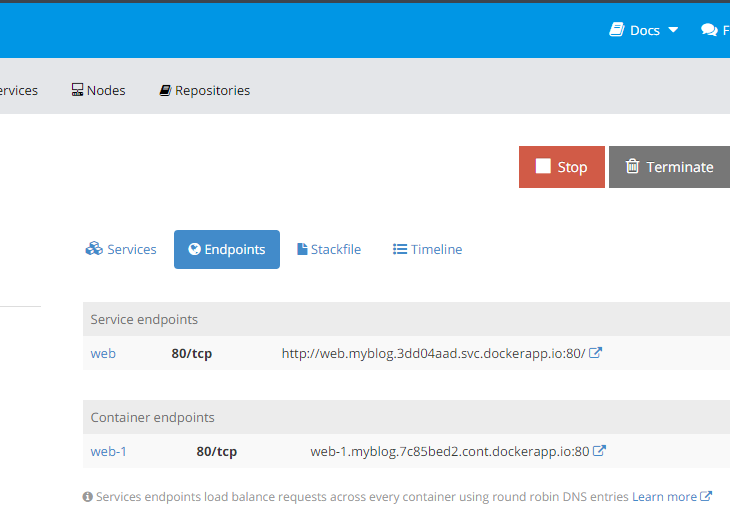 Docs
ervices Nodes Repositories
Stop Terminate
Services Endpoints Stackfile Timeline
Service endpoints
web 80/tcp http://web.myblog.3dd04aad.svc.dockerapp.io:80/
Container endpoints
web-1 80/tcp web-1.myblog.7c85bed2.cont.dockerapp.io:80
Services endpoints load balance requests across every container using round robin DNS entries Learn more